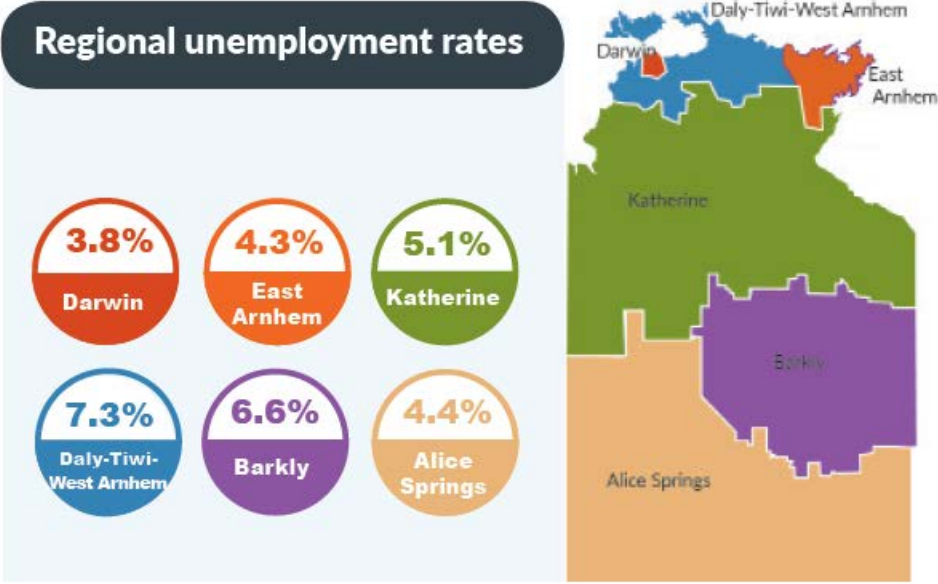 Regional unemployment rates
3.8%
Darwin
4.3%
East
Arnhem
5.1%
Katherine
7.3%
Daly-Tiwi-
West Arnhem
6.6%
Barkly
4.4%
Alice
Springs
Daly-Tiwi-West Arnhem
Darwin
East
Arnhem
Katherine
Barkly
Alice Springs